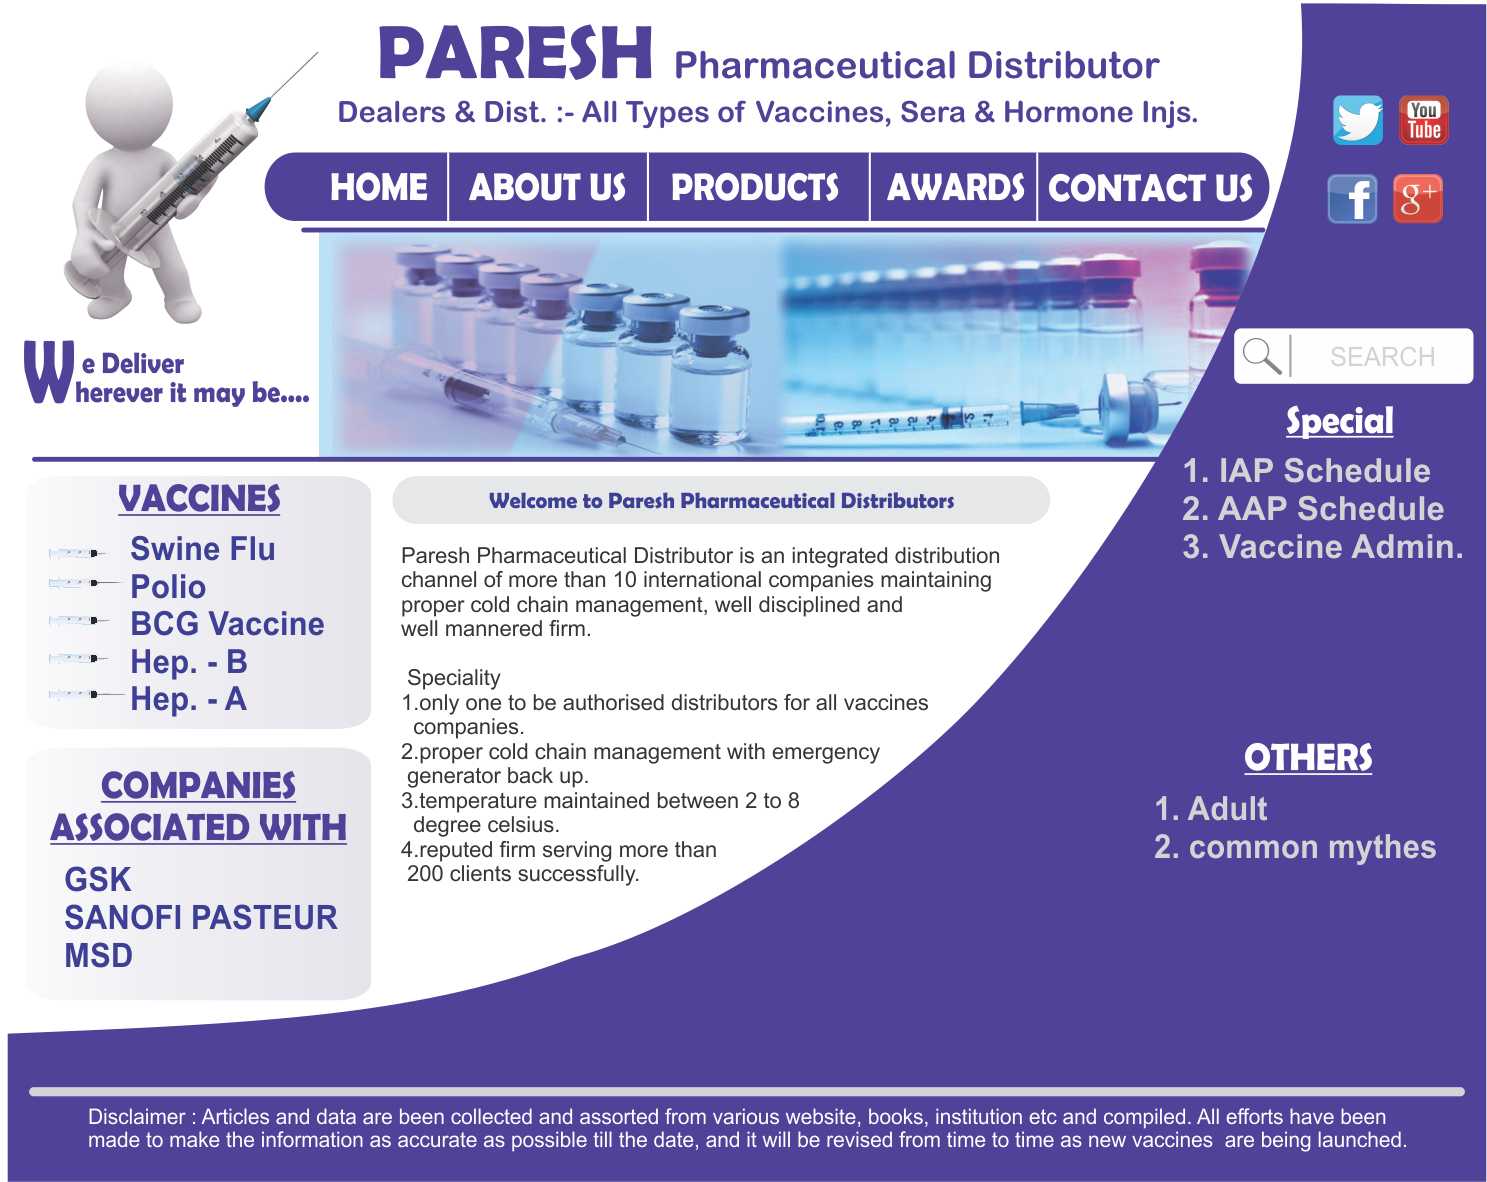 PARESH Pharmaceutical Distributor
Dealers & Dist. :- All Types of Vaccines, Sera & Hormone Injs.
HOME ABOUT US PRODUCTS AWARDS CONTACT US
You
Tube
f g+
We Deliver
Wherever it may be....
SEARCH
Special
1. IAP Schedule
2. AAP Schedule
3. Vaccine Admin.
VACCINES
Swine Flu
Polio
BCG Vaccine
Hep. - B
Hep. - A
COMPANIES
ASSOCIATED WITH
GSK
SANOFI PASTEUR
MSD
Welcome to Paresh Pharmaceutical Distributors
Paresh Pharmaceutical Distributor is an integrated distribution
channel of more than 10 international companies maintaining
proper cold chain management, well disciplined and
well mannered firm.
Speciality
1.only one to be authorised distributors for all vaccines
companies.
2.proper cold chain management with emergency
generator back up.
3.temperature maintained between 2 to 8
degree celsius.
4.reputed firm serving more than
200 clients successfully.
OTHERS
1. Adult
2. common mythes
Disclaimer : Articles and data are been collected and assorted from various website, books, institution etc and compiled. All efforts have been
made to make the information as accurate as possible till the date, and it will be revised from time to time as new vaccines are being launched.